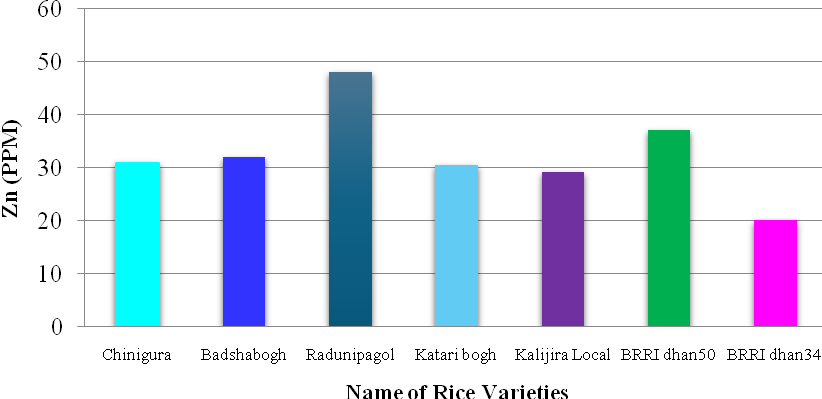 60
50
40
30
20
10
0
Zn (PPM)
Chinigura Badshabogh Radunipagol Katari bogh Kalijira Local BRRI dhan50 BRRI dhan34
Name of Rice Varieties